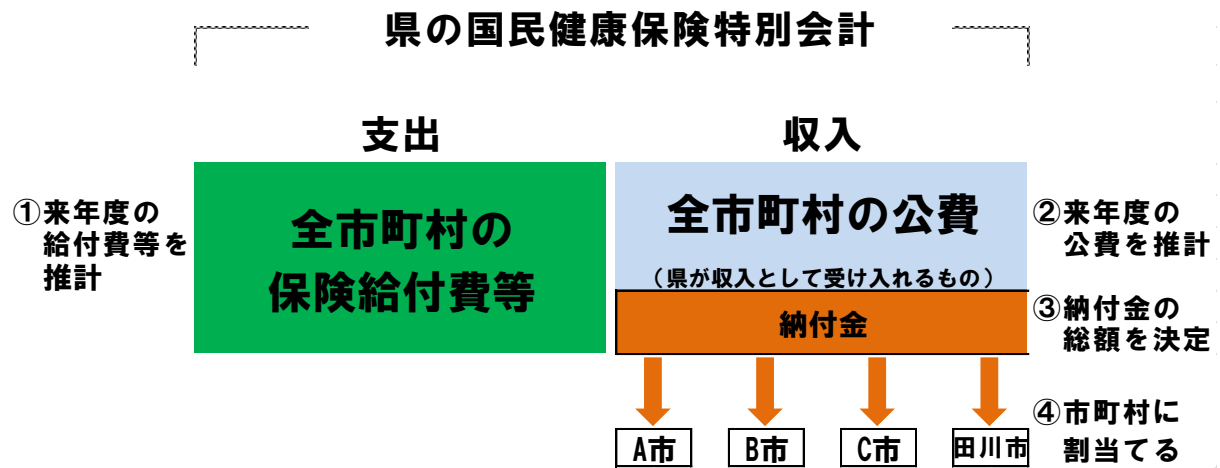 県の国民健康保険特別会計
支出
収入
①来年度の
給付費等を
推計
全市町村の
保険給付費等
全市町村の公費
（県が収入として受け入れるもの）
②来年度の
公費を推計
納付金
③納付金の
総額を決定
④市町村に
割当てる
A市
B市
C市
田川市